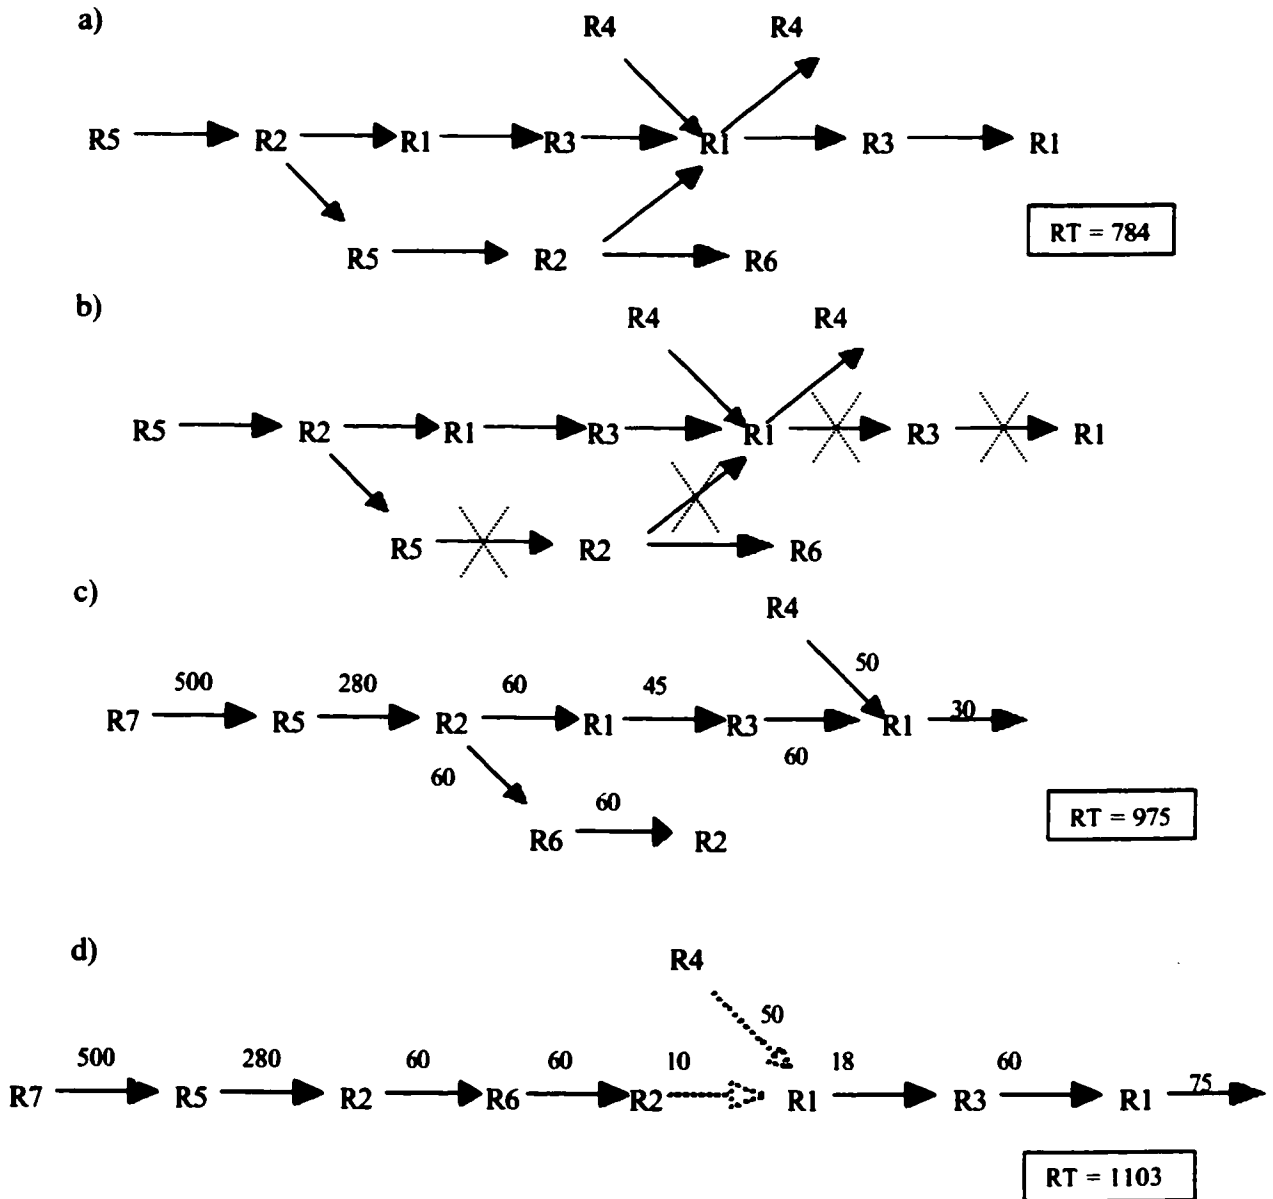 a)
R4 R4
R5 R2 R1 R3 R1 R3 R1
R5 R2 R6
RT = 784
b)
R4 R4
R5 R2 R1 R3 R1 R3 R1
R5 R2 R6
c)
R4
500 280 60 45 50
R7 R5 R2 R1 R3 R1 30
60 60 60
R6 R2
RT = 975
d)
R4
50
500 280 60 60 10 18 60 75
R7 R5 R2 R6 R2 R1 R3 R1
RT = 1103